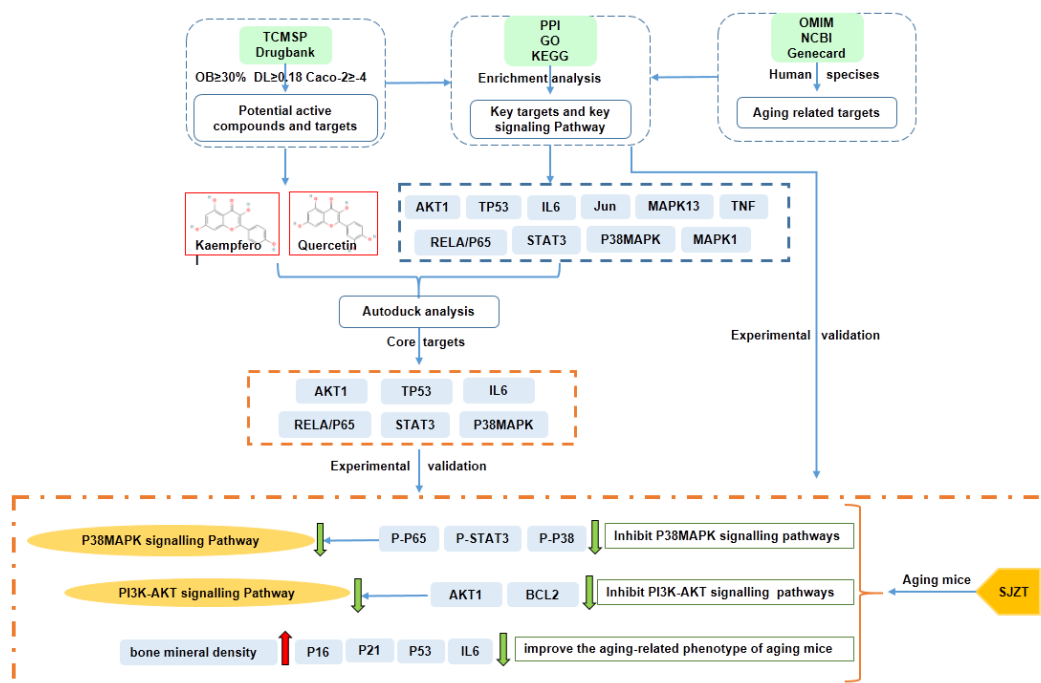 TCMSP
Drugbank
OB≥30% DL≥0.18 Caco-2≥-4
Potential active
compounds and targets
PPI
GO
KEGG
Enrichment analysis
Key targets and key
signaling Pathway
OMIM
NCBI
Genecard
Human specises
Aging related targets
Kaempfero
l
Quercetin
AKT1 TP53 IL6 Jun MAPK13 TNF
RELA/P65 STAT3 P38MAPK MAPK1
Autoduck analysis
Core targets
Experimental validation
AKT1 TP53 IL6
RELA/P65 STAT3 P38MAPK
Experimental validation
P38MAPK signalling Pathway
P-P65 P-STAT3 P-P38
Inhibit P38MAPK signalling pathways
PI3K-AKT signalling Pathway
AKT1 BCL2
Inhibit PI3K-AKT signalling pathways
Aging mice
SJZT
bone mineral density
P16 P21 P53 IL6
improve the aging-related phenotype of aging mice